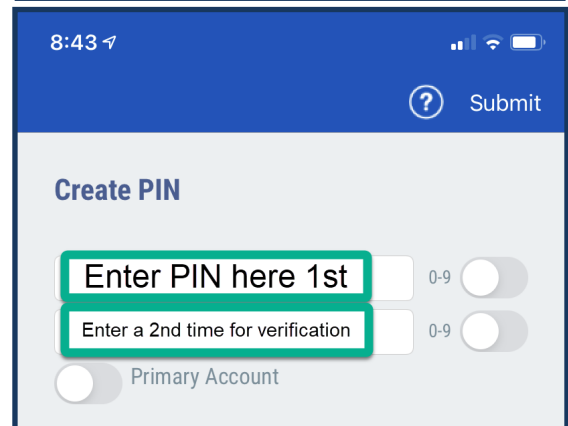 8:43
? Submit
Create PIN
Enter PIN here 1st 0-9
Enter a 2nd time for verification 0-9
Primary Account